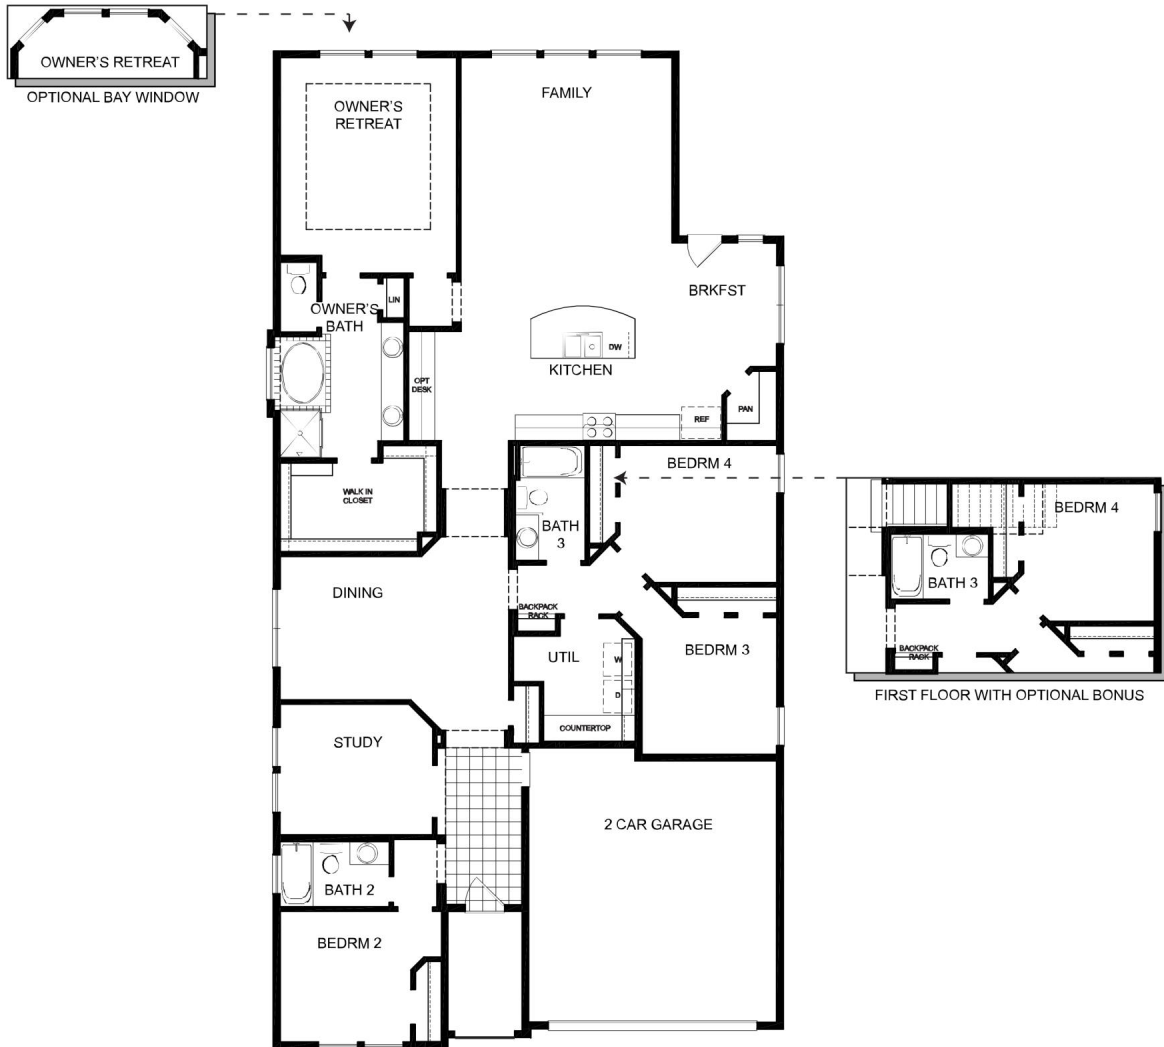 OWNER'S RETREAT
OPTIONAL BAY WINDOW
OWNER'S
RETREAT
FAMILY
BRKFST
LIN
OWNER'S
BATH
DW
KITCHEN
OPT
DESK
REF
PAN
WALK IN
CLOSET
BEDRM 4
BATH
3
DINING
BACKPACK
RACK
UTIL
W
D
COUNTERTOP
BEDRM 3
STUDY
2 CAR GARAGE
BATH 2
BEDRM 2
BEDRM 4
BATH 3
BACKPACK
RACK
FIRST FLOOR WITH OPTIONAL BONUS